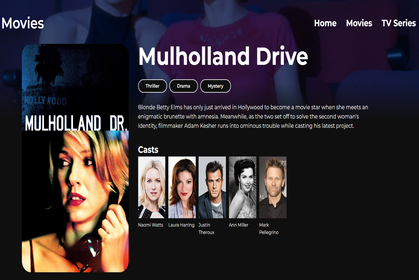 Movies
Home Movies TV Series
HOLLYWOOD
MULHOLLAND DR.
Mulholland Drive
Thriller Drama Mystery
Blonde Betty Elms has only just arrived in Hollywood to become a movie star when she meets an
enigmatic brunette with amnesia. Meanwhile, as the two set off to solve the second woman's
identity, filmmaker Adam Kesher runs into ominous trouble while casting his latest project.
Casts
Naomi Watts Laura Harring Justin Ann Miller Mark
Theroux Pellegrino